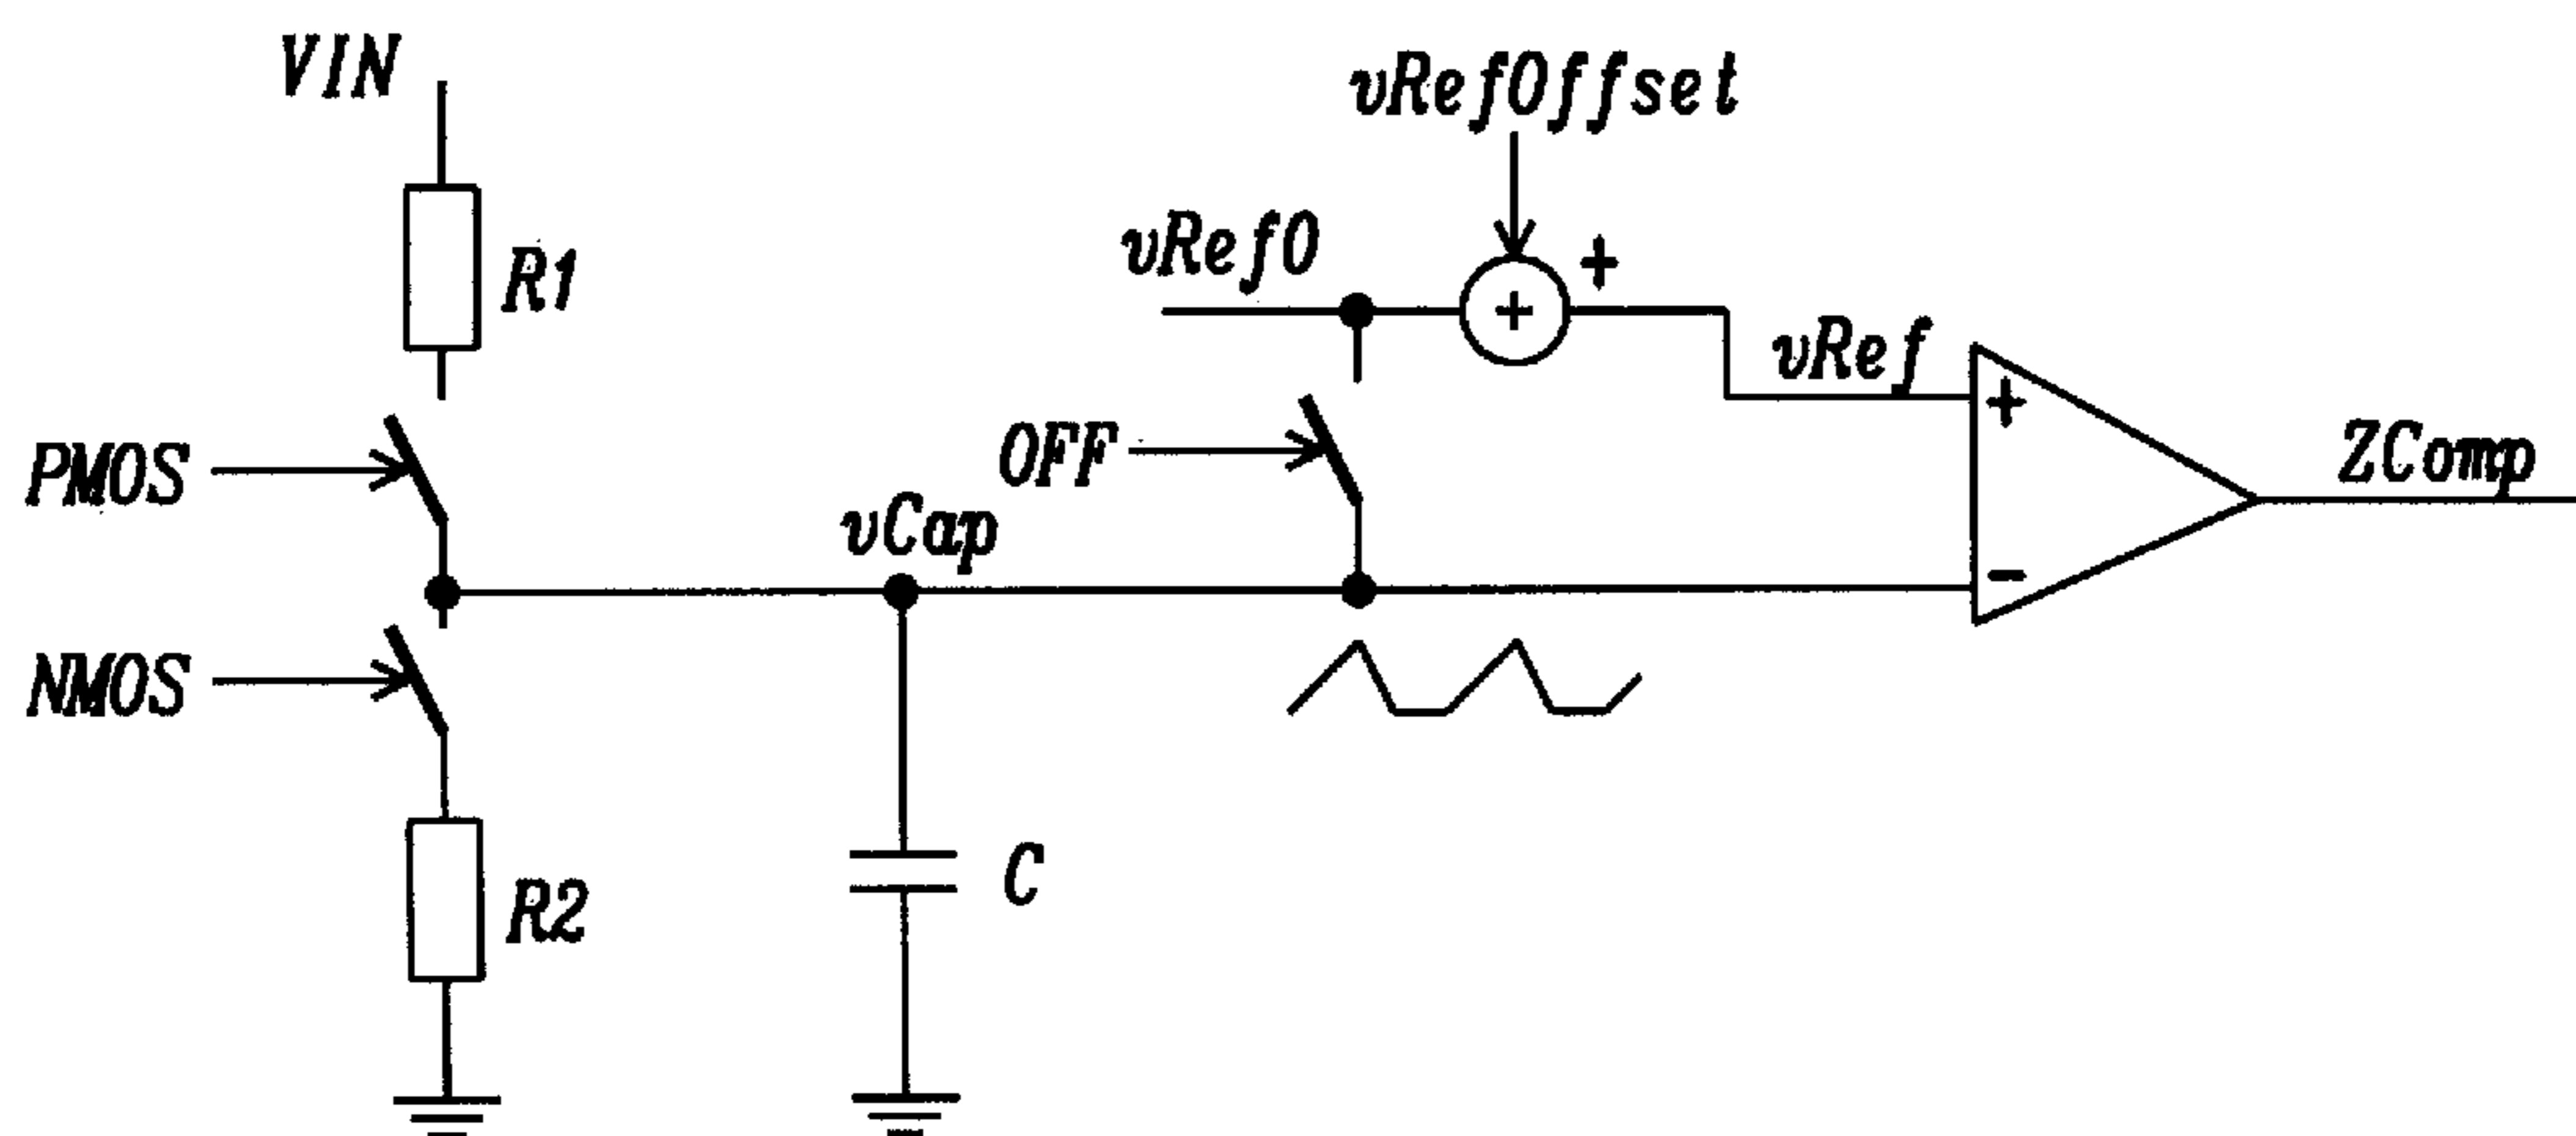 VIN
vRefOffset
R1
vRef0
+
+
vRef
+
PMOS
OFF
ZComp
vCap
-
NMOS
C
R2